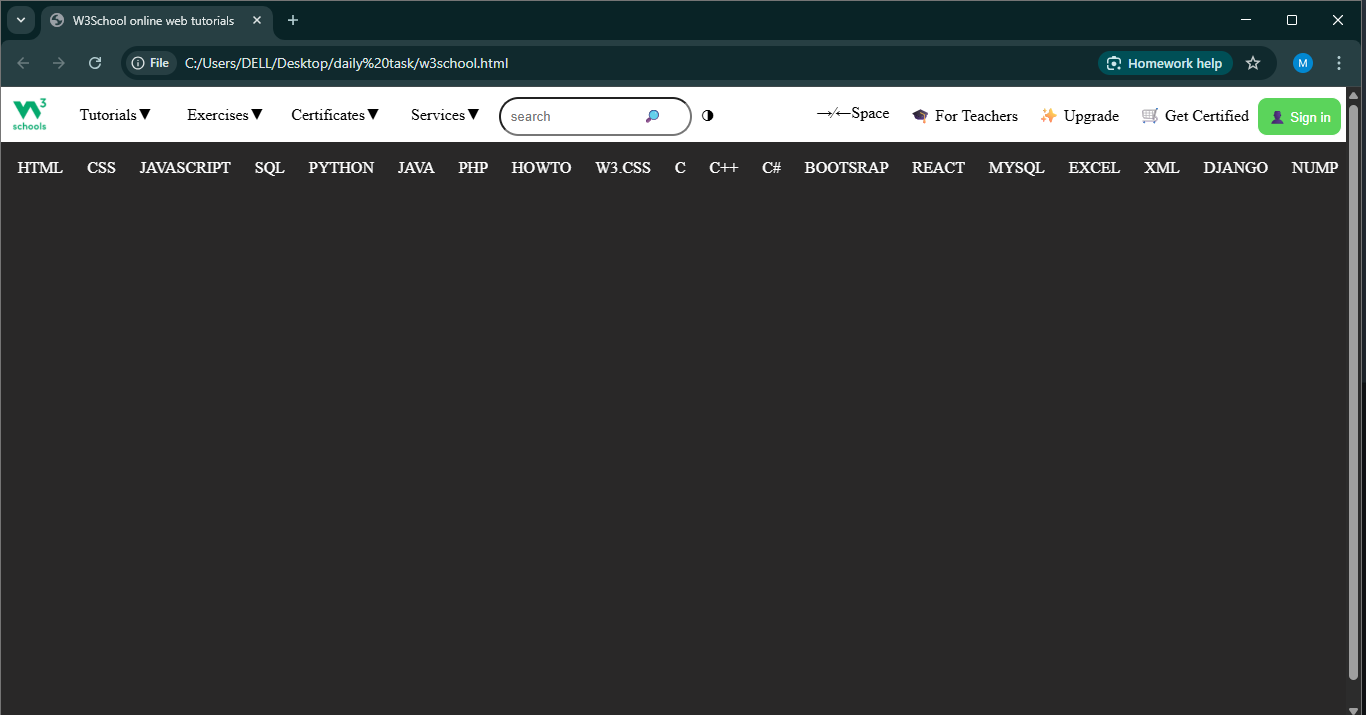 W3School online web tutorials
File C:/Users/DELL/Desktop/daily%20task/w3school.html Homework help M
W3 schools Tutorials▼ Exercises▼ Certificates▼ Services▼ search →/←Space For Teachers Upgrade Get Certified Sign in
HTML CSS JAVASCRIPT SQL PYTHON JAVA PHP HOWTO W3.CSS C C++ C# BOOTSRAP REACT MYSQL EXCEL XML DJANGO NUMP